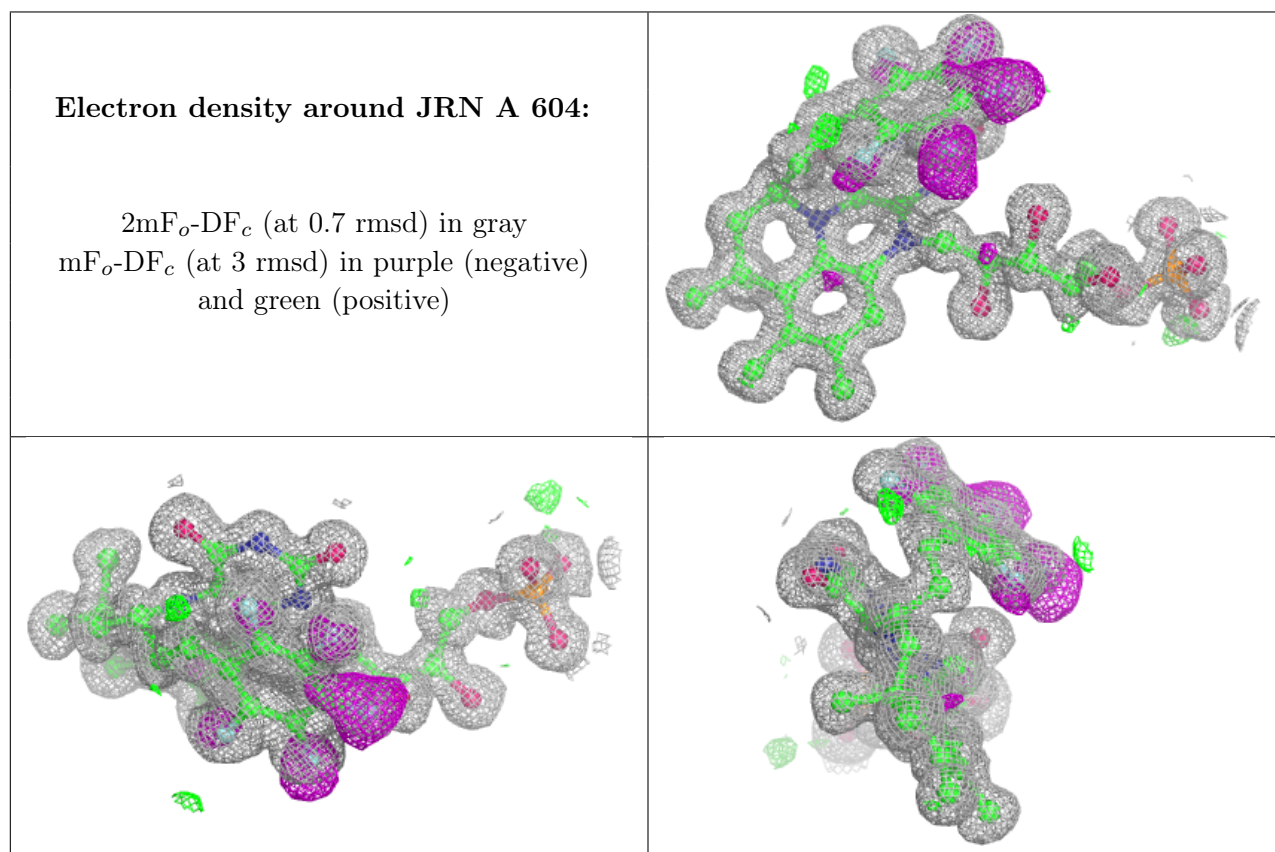 Electron density around JRN A 604:
2mFo-DFc (at 0.7 rmsd) in gray
mFo-DFc (at 3 rmsd) in purple (negative)
and green (positive)